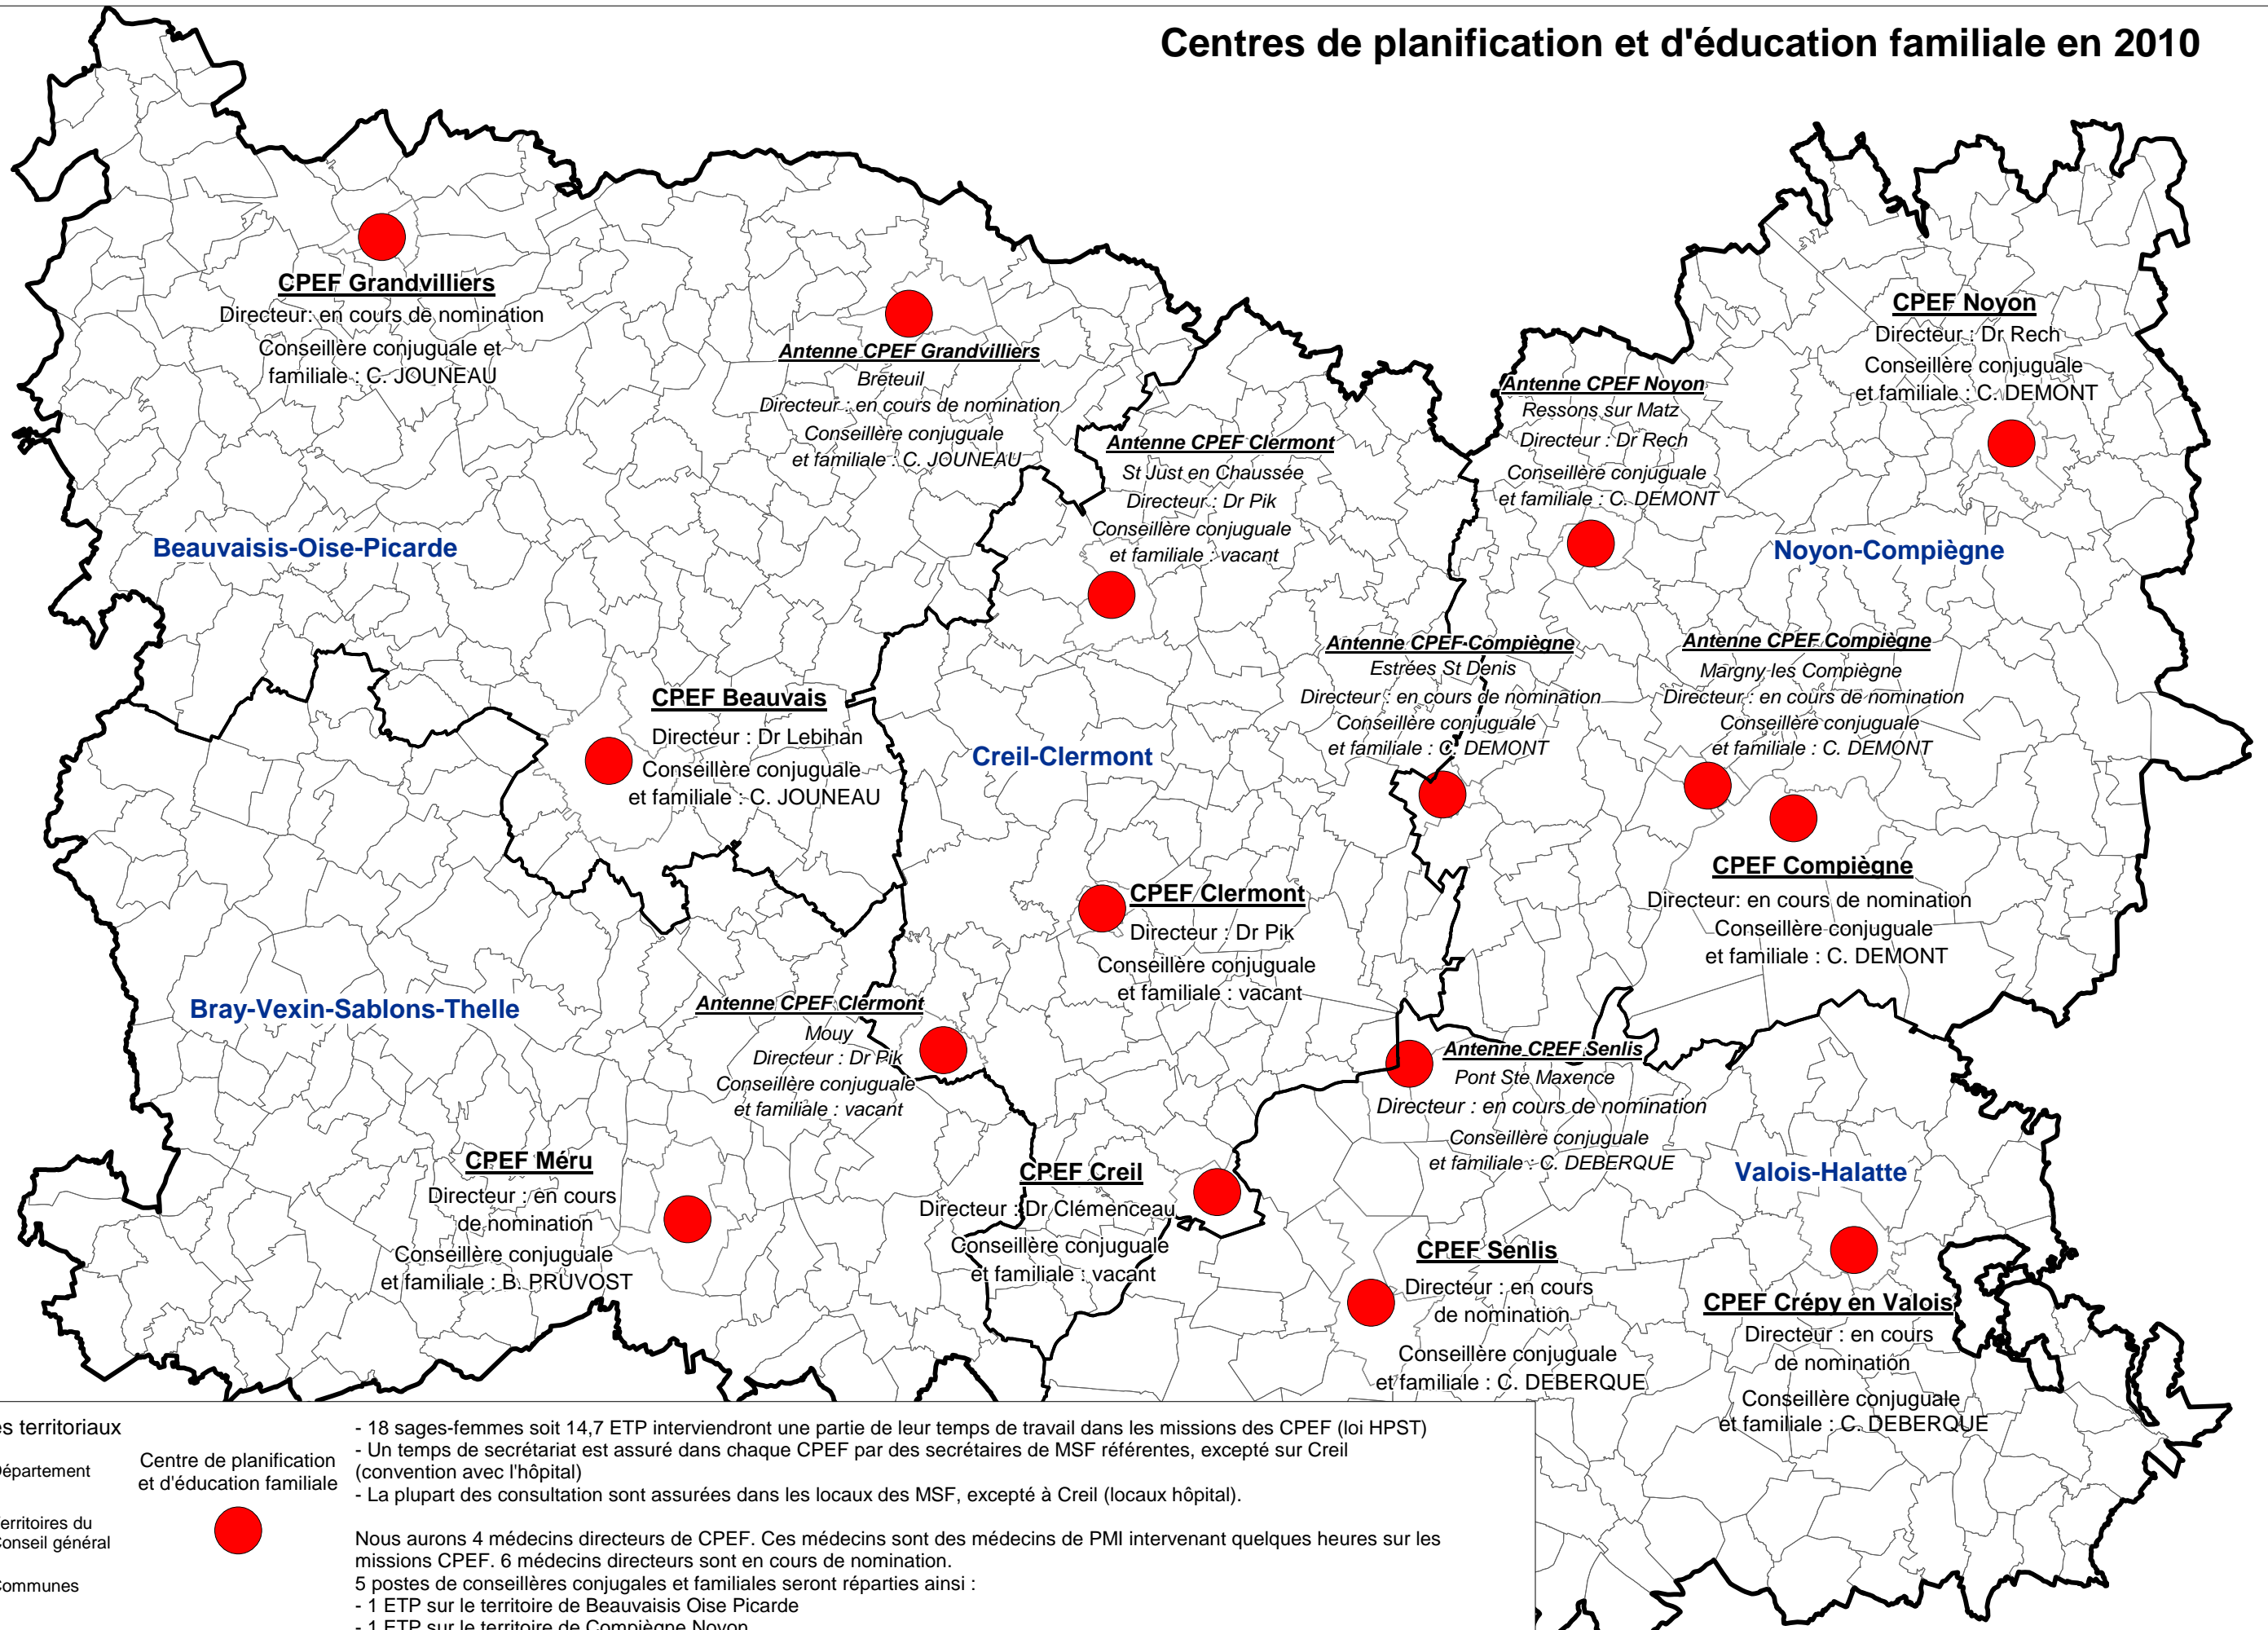 Centres de planification et d'éducation familiale en 2010
CPEF Grandvilliers
Directeur: en cours de nomination
Conseillère conjuguale et
familiale : C. JOUNEAU
Antenne CPEF Grandvilliers
Breteuil
Directeur : en cours de nomination
Conseillère conjuguale
et familiale : C. JOUNEAU
CPEF Noyon
Directeur : Dr Rech
Conseillère conjuguale
et familiale : C. DEMONT
Antenne CPEF Noyon
Ressons sur Matz
Directeur : Dr Rech
Conseillère conjuguale
et familiale : C. DEMONT
Antenne CPEF Clermont
St Just en Chaussée
Directeur : Dr Pik
Conseillère conjuguale
et familiale : vacant
Beauvaisis-Oise-Picarde
Noyon-Compiègne
Antenne CPEF Compiègne
Estrées St Denis
Directeur : en cours de nomination
Conseillère conjuguale
et familiale : C. DEMONT
Antenne CPEF Compiègne
Margny les Compiègne
Directeur : en cours de nomination
Conseillère conjuguale
et familiale : C. DEMONT
CPEF Beauvais
Directeur : Dr Lebihan
Conseillère conjuguale
et familiale : C. JOUNEAU
Creil-Clermont
CPEF Compiègne
Directeur: en cours de nomination
Conseillère conjuguale
et familiale : C. DEMONT
CPEF Clermont
Directeur : Dr Pik
Conseillère conjuguale
et familiale : vacant
Bray-Vexin-Sablons-Thelle
Antenne CPEF Clermont
Mouy
Directeur : Dr Pik
Conseillère conjuguale
et familiale : vacant
Antenne CPEF Senlis
Pont Ste Maxence
Directeur : en cours de nomination
Conseillère conjuguale
et familiale : C. DEBERQUE
Valois-Halatte
CPEF Méru
Directeur : en cours
de nomination
Conseillère conjuguale
et familiale : B. PRUVOST
CPEF Creil
Directeur : Dr Clémenceau
Conseillère conjuguale
et familiale : vacant
CPEF Senlis
Directeur : en cours
de nomination
Conseillère conjuguale
et familiale : C. DEBERQUE
CPEF Crépy en Valois
Directeur : en cours
de nomination
Conseillère conjuguale
et familiale : C. DEBERQUE
es territoriaux
épartement
erritoires du
onseil général
ommunes
Centre de planification
et d'éducation familiale
- 18 sages-femmes soit 14,7 ETP interviendront une partie de leur temps de travail dans les missions des CPEF (loi HPST)
- Un temps de secrétariat est assuré dans chaque CPEF par des secrétaires de MSF référentes, excepté sur Creil
(convention avec l'hôpital)
- La plupart des consultation sont assurées dans les locaux des MSF, excepté à Creil (locaux hôpital).
Nous aurons 4 médecins directeurs de CPEF. Ces médecins sont des médecins de PMI intervenant quelques heures sur les
missions CPEF. 6 médecins directeurs sont en cours de nomination.
5 postes de conseillères conjugales et familiales seront réparties ainsi :
- 1 ETP sur le territoire de Beauvaisis Oise Picarde
- 1 ETP sur le territoire de Compiègne Noyon